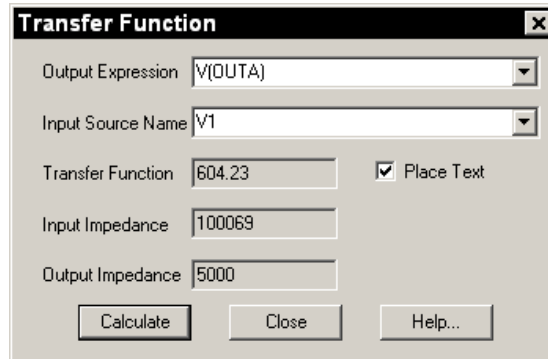 Transfer Function
Output Expression V(OUTA)
Input Source Name V1
Transfer Function 604.23 Place Text
Input Impedance 100069
Output Impedance 5000
Calculate Close Help...